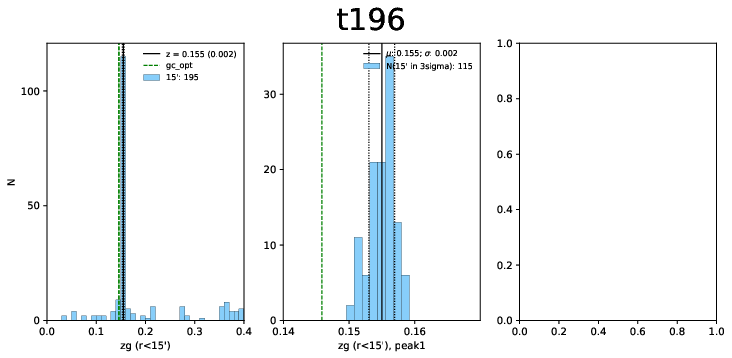 t196
z = 0.155 (0.002)
gc_opt
15': 195
N
0
50
100
0.0 0.1 0.2 0.3 0.4
zg (r<15')
μ: 0.155; σ: 0.002
N(15' in 3sigma): 115
0
10
20
30
0.14 0.15 0.16
zg (r<15'), peak1
1.0
0.8
0.6
0.4
0.2
0.0
0.0 0.2 0.4 0.6 0.8 1.0